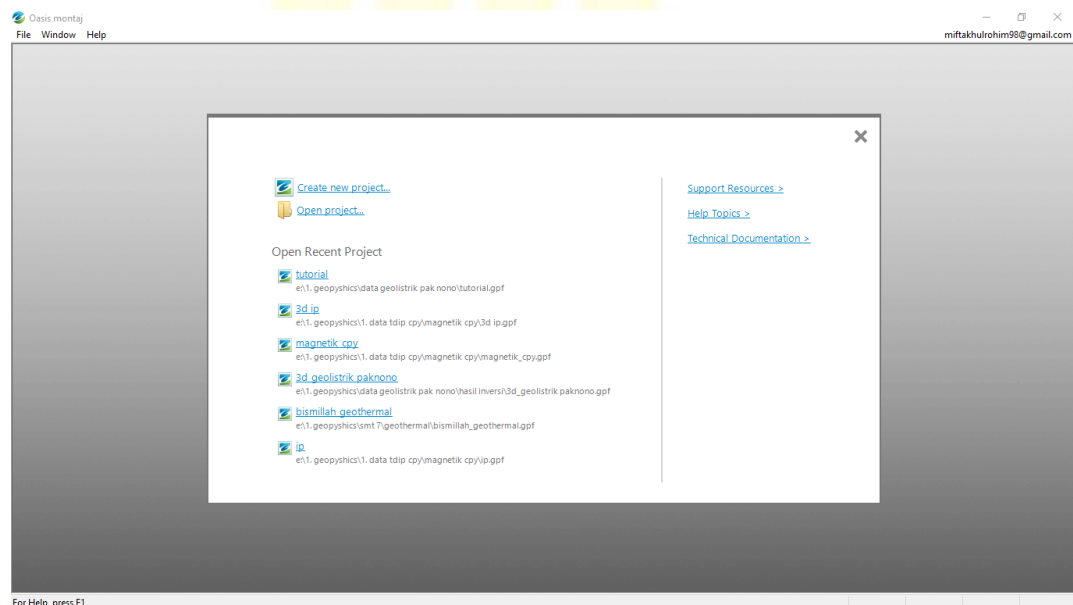 Oasis montaj
File Window Help
miftakhulrohim98@gmail.com
Create new project...
Open project...
Open Recent Project
tutorial
e:\1. geopyshics\data geolistrik pak nono\tutorial.gpf
3d ip
e:\1. geopyshics\1. data tdip cpy\magnetik cpy\3d ip.gpf
magnetik cpy
e:\1. geopyshics\1. data tdip cpy\magnetik cpy\magnetik_cpy.gpf
3d_geolistrik paknono
e:\1. geopyshics\data geolistrik pak nono\hasil inversi\3d_geolistrik paknono.gpf
bismillah_geothermal
e:\1. geopyshics\smt 7\geothermal\bismillah_geothermal.gpf
ip
e:\1. geopyshics\1. data tdip cpy\magnetik cpy\ip.gpf
Support Resources >
Help Topics >
Technical Documentation >
For Help, press F1